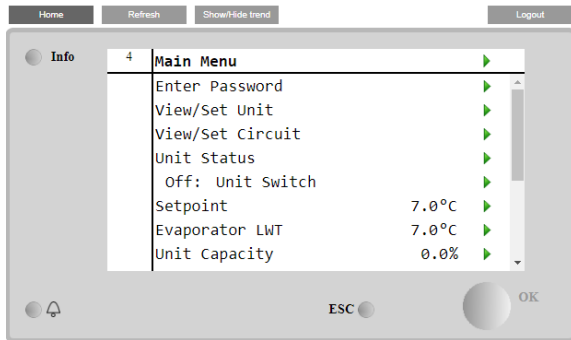 Home Refresh Show/Hide trend Logout
Info
4 Main Menu
Enter Password
View/Set Unit
View/Set Circuit
Unit Status
Off: Unit Switch
Setpoint 7.0°C
Evaporator LWT 7.0°C
Unit Capacity 0.0%
ESC OK